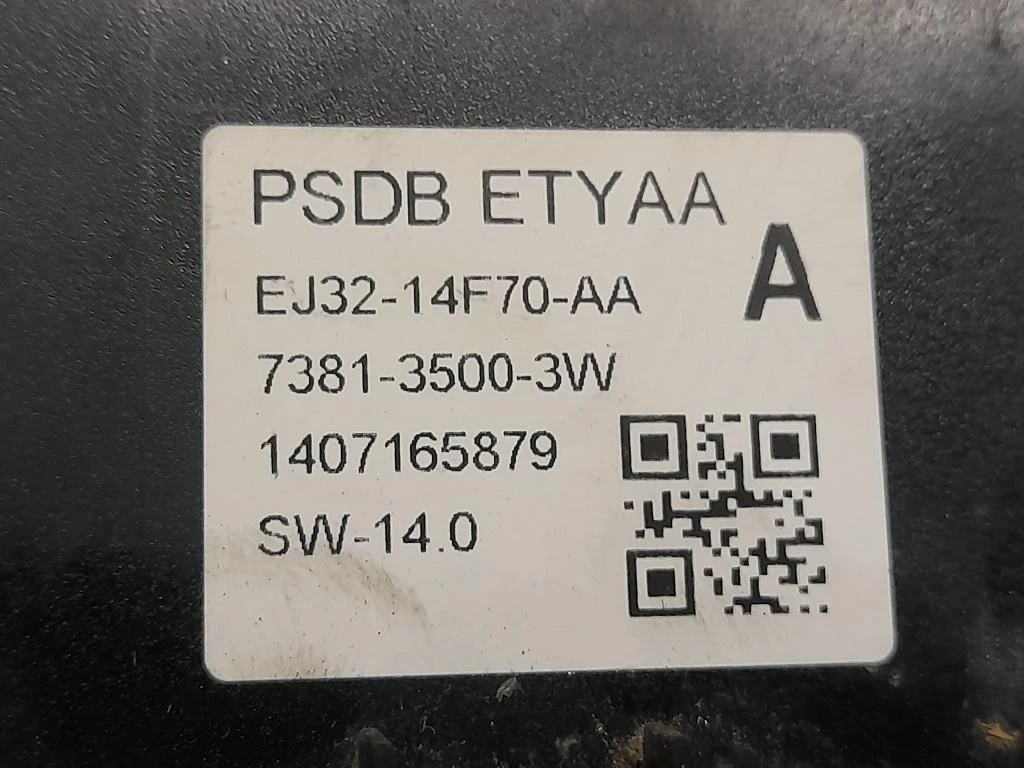 PSDB ETYAA
A
EJ32-14F70-AA
7381-3500-3W
1407165879
SW-14.0